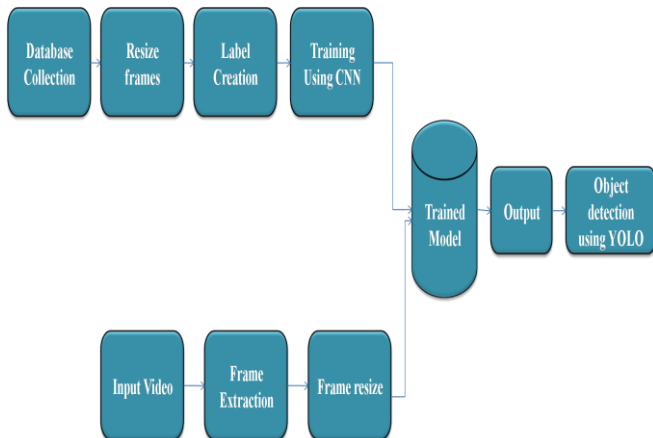 Database
Collection
Resize
frames
Label
Creation
Training
Using CNN
Trained
Model
Output
Object
detection
using YOLO
Input Video
Frame
Extraction
Frame resize